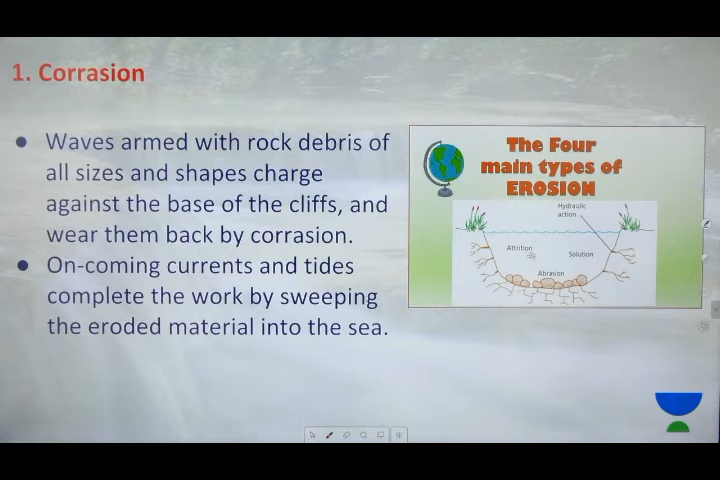 1. Corrasion
● Waves armed with rock debris of
all sizes and shapes charge
against the base of the cliffs, and
wear them back by corrasion.
● On-coming currents and tides
complete the work by sweeping
the eroded material into the sea.
The Four
main types of
EROSION
Hydraulic
action
Attrition
Solution
Abrasion